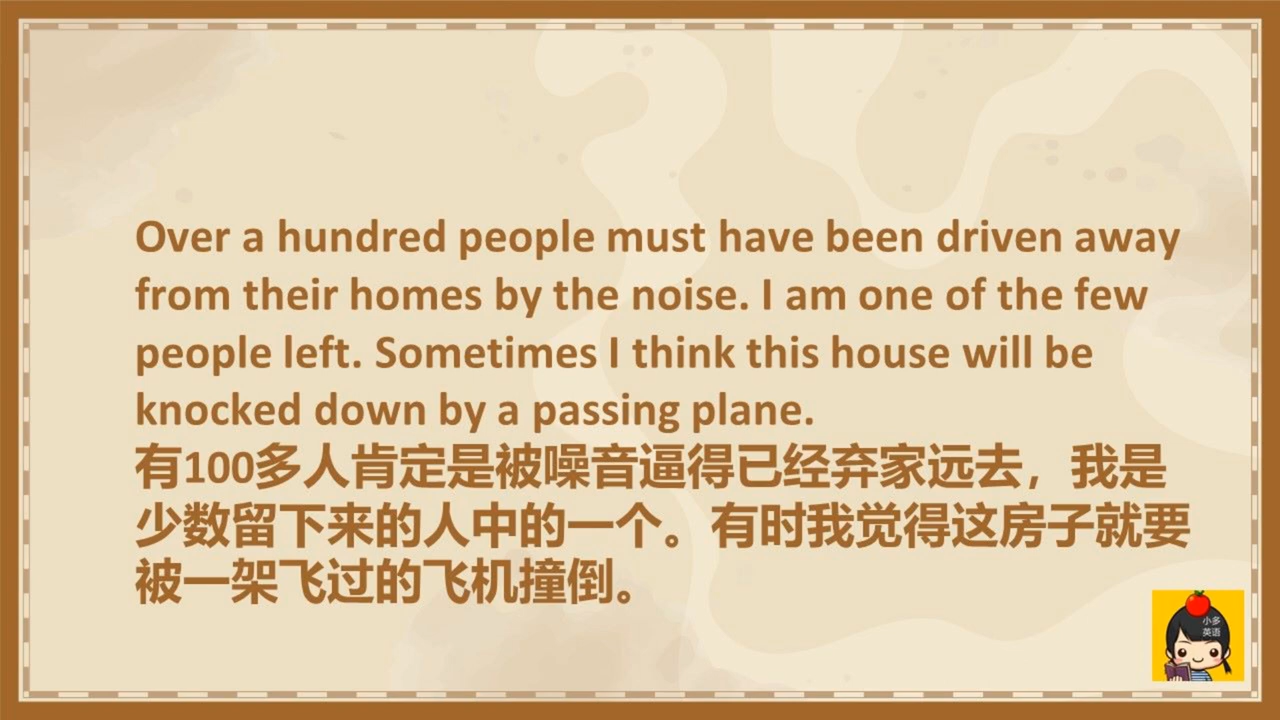 Over a hundred people must have been driven away
from their homes by the noise. I am one of the few
people left. Sometimes I think this house will be
knocked down by a passing plane.
有100多人肯定是被噪音逼得已经弃家远去，我是
少数留下来的人中的一个。有时我觉得这房子就要
被一架飞过的飞机撞倒。
小多
英语